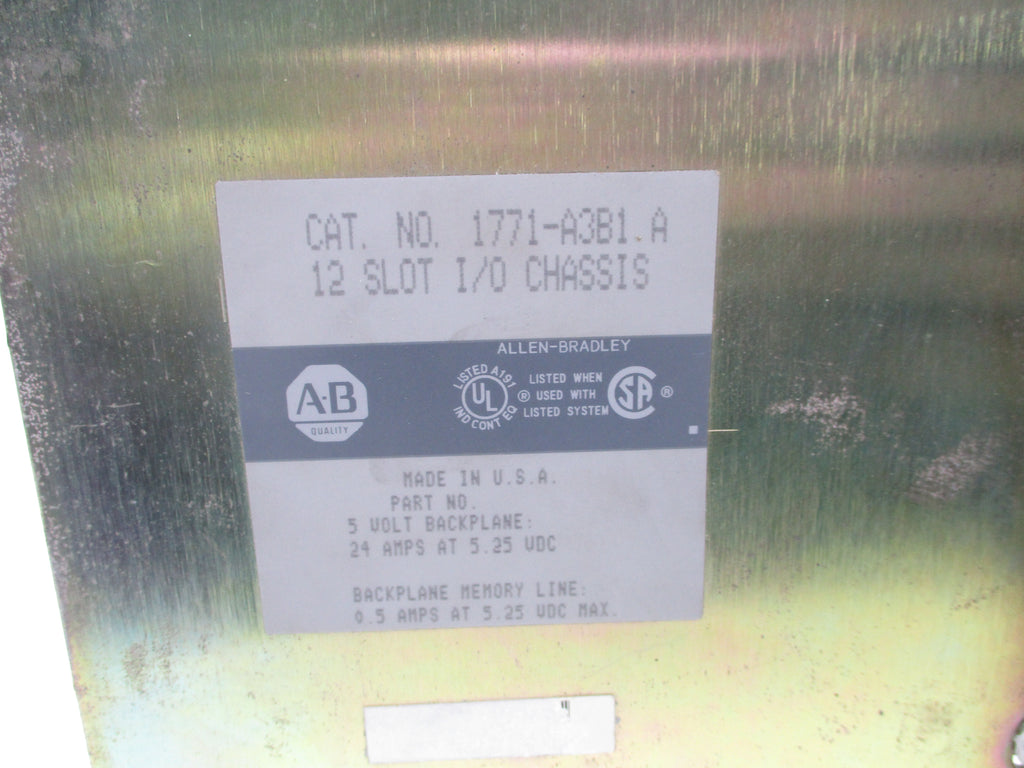 CAT. NO. 1771-A3B1 A
12 SLOT I/O CHASSIS
ALLEN-BRADLEY
A-B
QUALITY
LISTED A191
UL
IND CONT EQ
®
LISTED WHEN
USED WITH
LISTED SYSTEM
SA ®
MADE IN U.S.A.
PART NO.
5 VOLT BACKPLANE:
24 AMPS AT 5.25 VDC
BACKPLANE MEMORY LINE:
0.5 AMPS AT 5.25 VDC MAX.